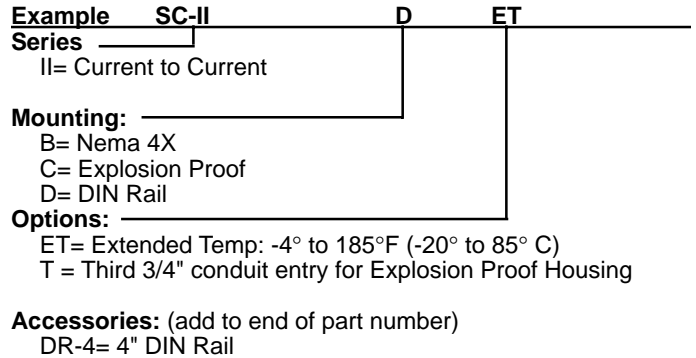 Example SC-II D ET
Series
II= Current to Current
Mounting:
B= Nema 4X
C= Explosion Proof
D= DIN Rail
Options:
ET= Extended Temp: -4° to 185°F (-20° to 85° C)
T = Third 3/4" conduit entry for Explosion Proof Housing
Accessories: (add to end of part number)
DR-4= 4" DIN Rail